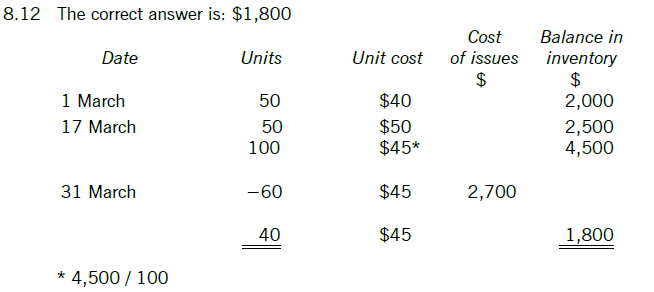 8.12 The correct answer is: $1,800
Cost Balance in
Date Units Unit cost of issues inventory
$ $
1 March 50 $40 2,000
17 March 50 $50 2,500
100 $45* 4,500
31 March −60 $45 2,700
40 $45 1,800
* 4,500 / 100